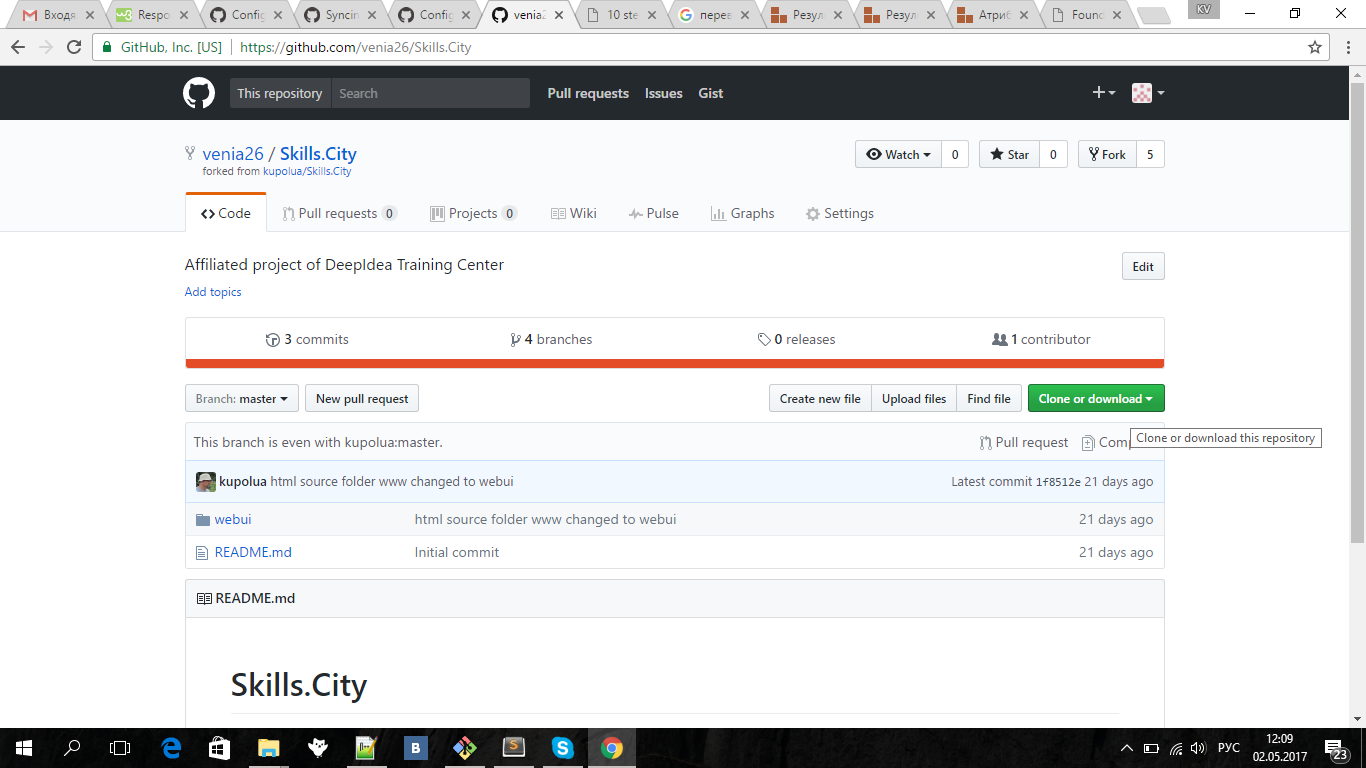 Входя
Respo
Config
Syncin
Config
venia2
10 ste
перев
Резул
Резул
Атриб
Found
KV
GitHub, Inc. [US] https://github.com/venia26/Skills.City
This repository Search Pull requests Issues Gist
venia26 / Skills.City
Watch 0 Star 0 Fork 5
forked from kupolua/Skills.City
Code Pull requests 0 Projects 0 Wiki Pulse Graphs Settings
Affiliated project of DeepIdea Training Center
Edit
Add topics
3 commits 4 branches 0 releases 1 contributor
Branch: master New pull request Create new file Upload files Find file Clone or download
This branch is even with kupolua:master. Pull request Comp
Clone or download this repository
kupolua html source folder www changed to webui Latest commit 1f8512e 21 days ago
webui html source folder www changed to webui 21 days ago
README.md Initial commit 21 days ago
README.md
Skills.City
РУС
12:09
02.05.2017
23